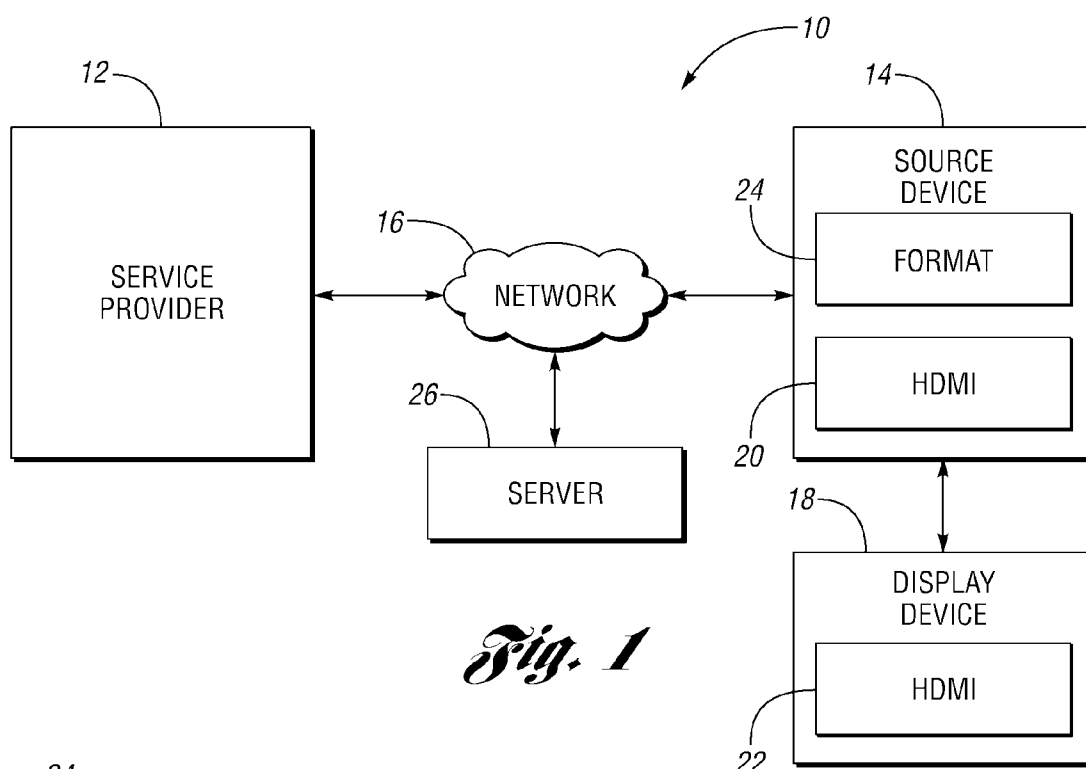 10
12
14
SERVICE
PROVIDER
16
NETWORK
SOURCE
DEVICE
24
FORMAT
HDMI
20
26
SERVER
18
DISPLAY
DEVICE
HDMI
22
Fig. 1